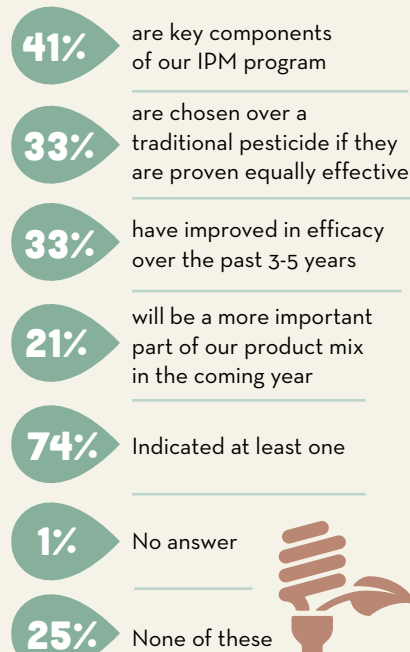 41%
are key components
of our IPM program
33%
are chosen over a
traditional pesticide if they
are proven equally effective
33%
have improved in efficacy
over the past 3-5 years
21%
will be a more important
part of our product mix
in the coming year
74%
Indicated at least one
1%
No answer
25%
None of these